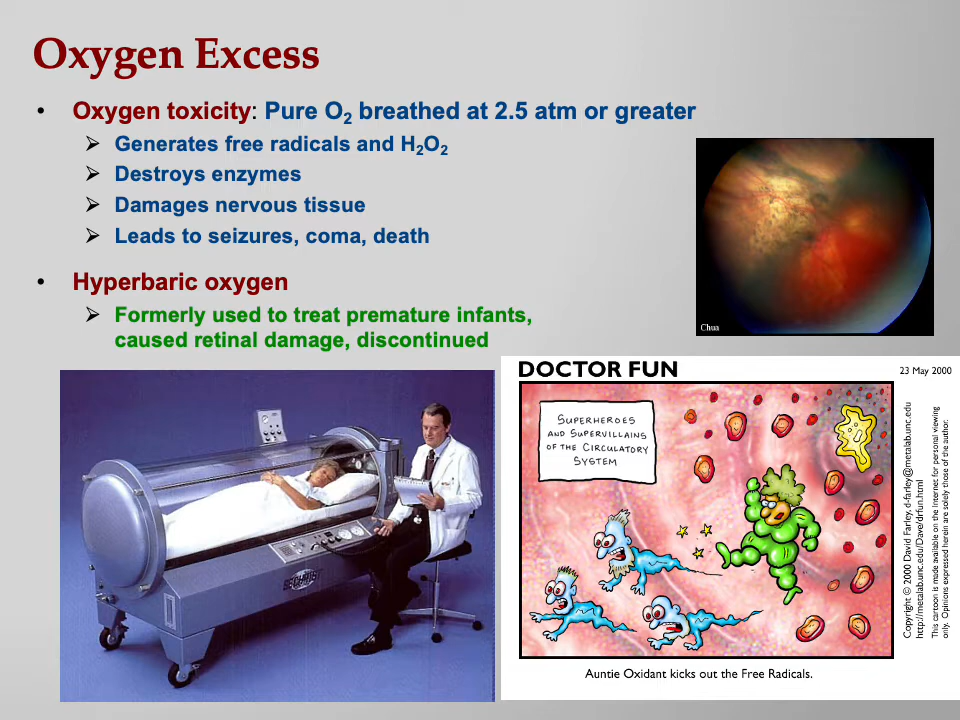 Oxygen Excess
• Oxygen toxicity: Pure O₂ breathed at 2.5 atm or greater
➢ Generates free radicals and H₂O₂
➢ Destroys enzymes
➢ Damages nervous tissue
➢ Leads to seizures, coma, death
• Hyperbaric oxygen
➢ Formerly used to treat premature infants,
caused retinal damage, discontinued
Chua
SECHRIST
DOCTOR FUN
23 May 2000
SUPERHEROES
AND SUPERVILLAINS
OF THE CIRCULATORY
SYSTEM
Copyright © 2000 David Farley, d-farley@metalab.unc.edu
http://metalab.unc.edu/Dave/drfun.html
This cartoon is made available on the Internet for personal viewing
only. Opinions expressed herein are solely those of the author.
Auntie Oxidant kicks out the Free Radicals.